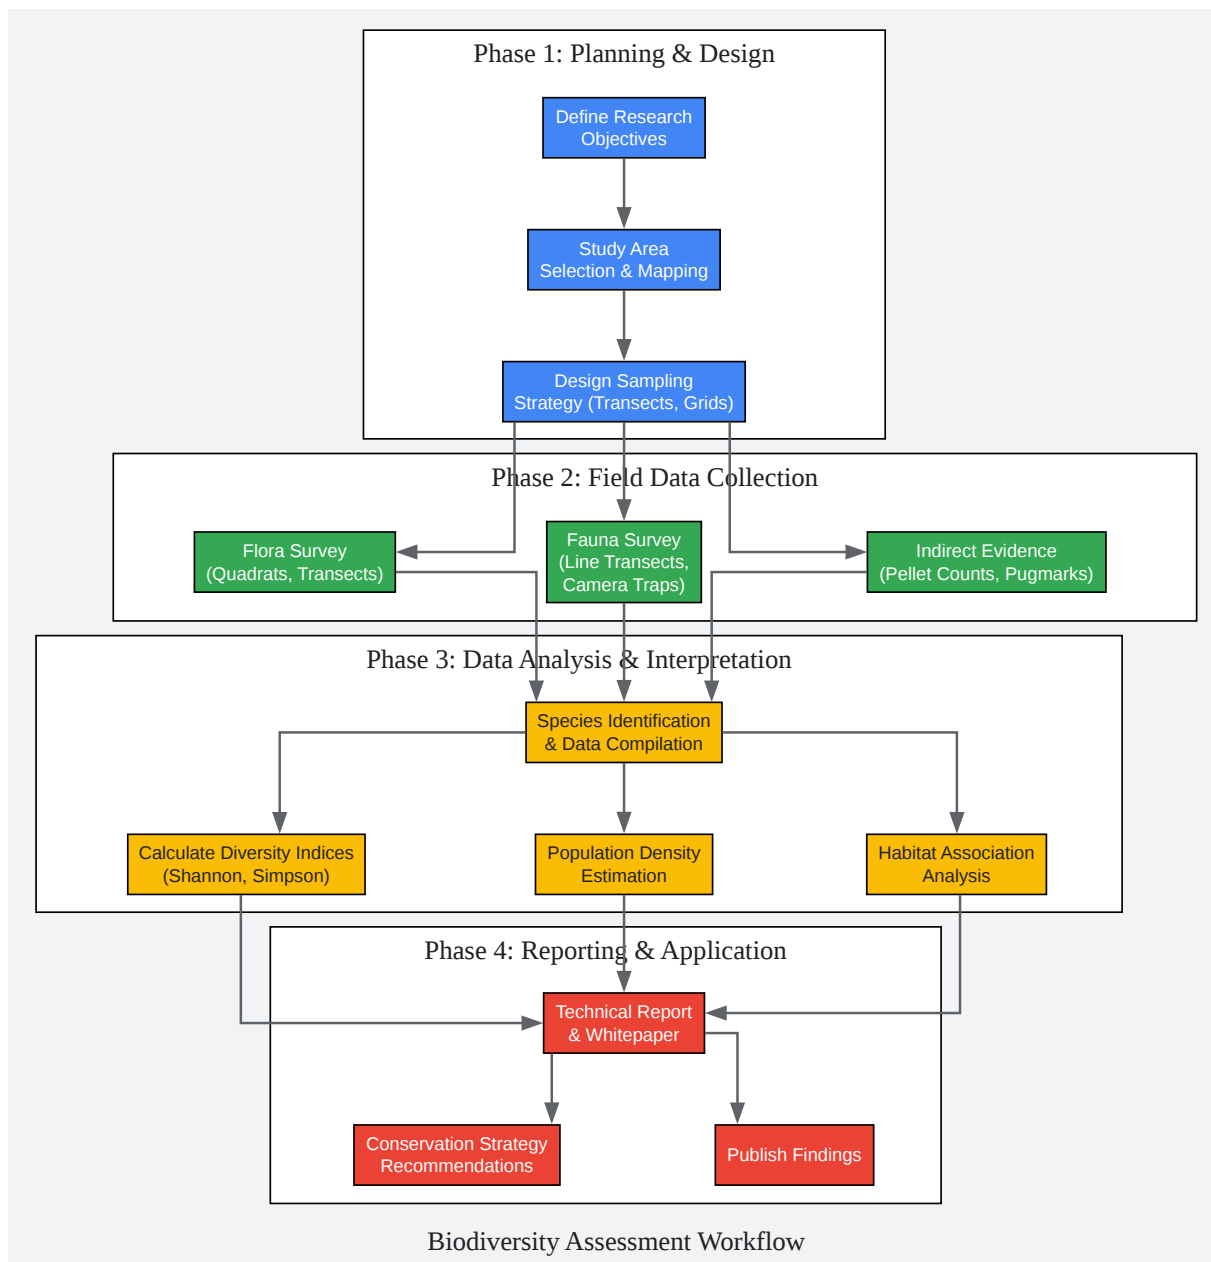 Phase 1: Planning & Design
Define Research
Objectives
Study Area
Selection & Mapping
Design Sampling
Strategy (Transects, Grids)
Phase 2: Field Data Collection
Flora Survey
(Quadrats, Transects)
Fauna Survey
(Line Transects,
Camera Traps)
Indirect Evidence
(Pellet Counts, Pugmarks)
Phase 3: Data Analysis & Interpretation
Species Identification
& Data Compilation
Calculate Diversity Indices
(Shannon, Simpson)
Population Density
Estimation
Habitat Association
Analysis
Phase 4: Reporting & Application
Technical Report
& Whitepaper
Conservation Strategy
Recommendations
Publish Findings
Biodiversity Assessment Workflow